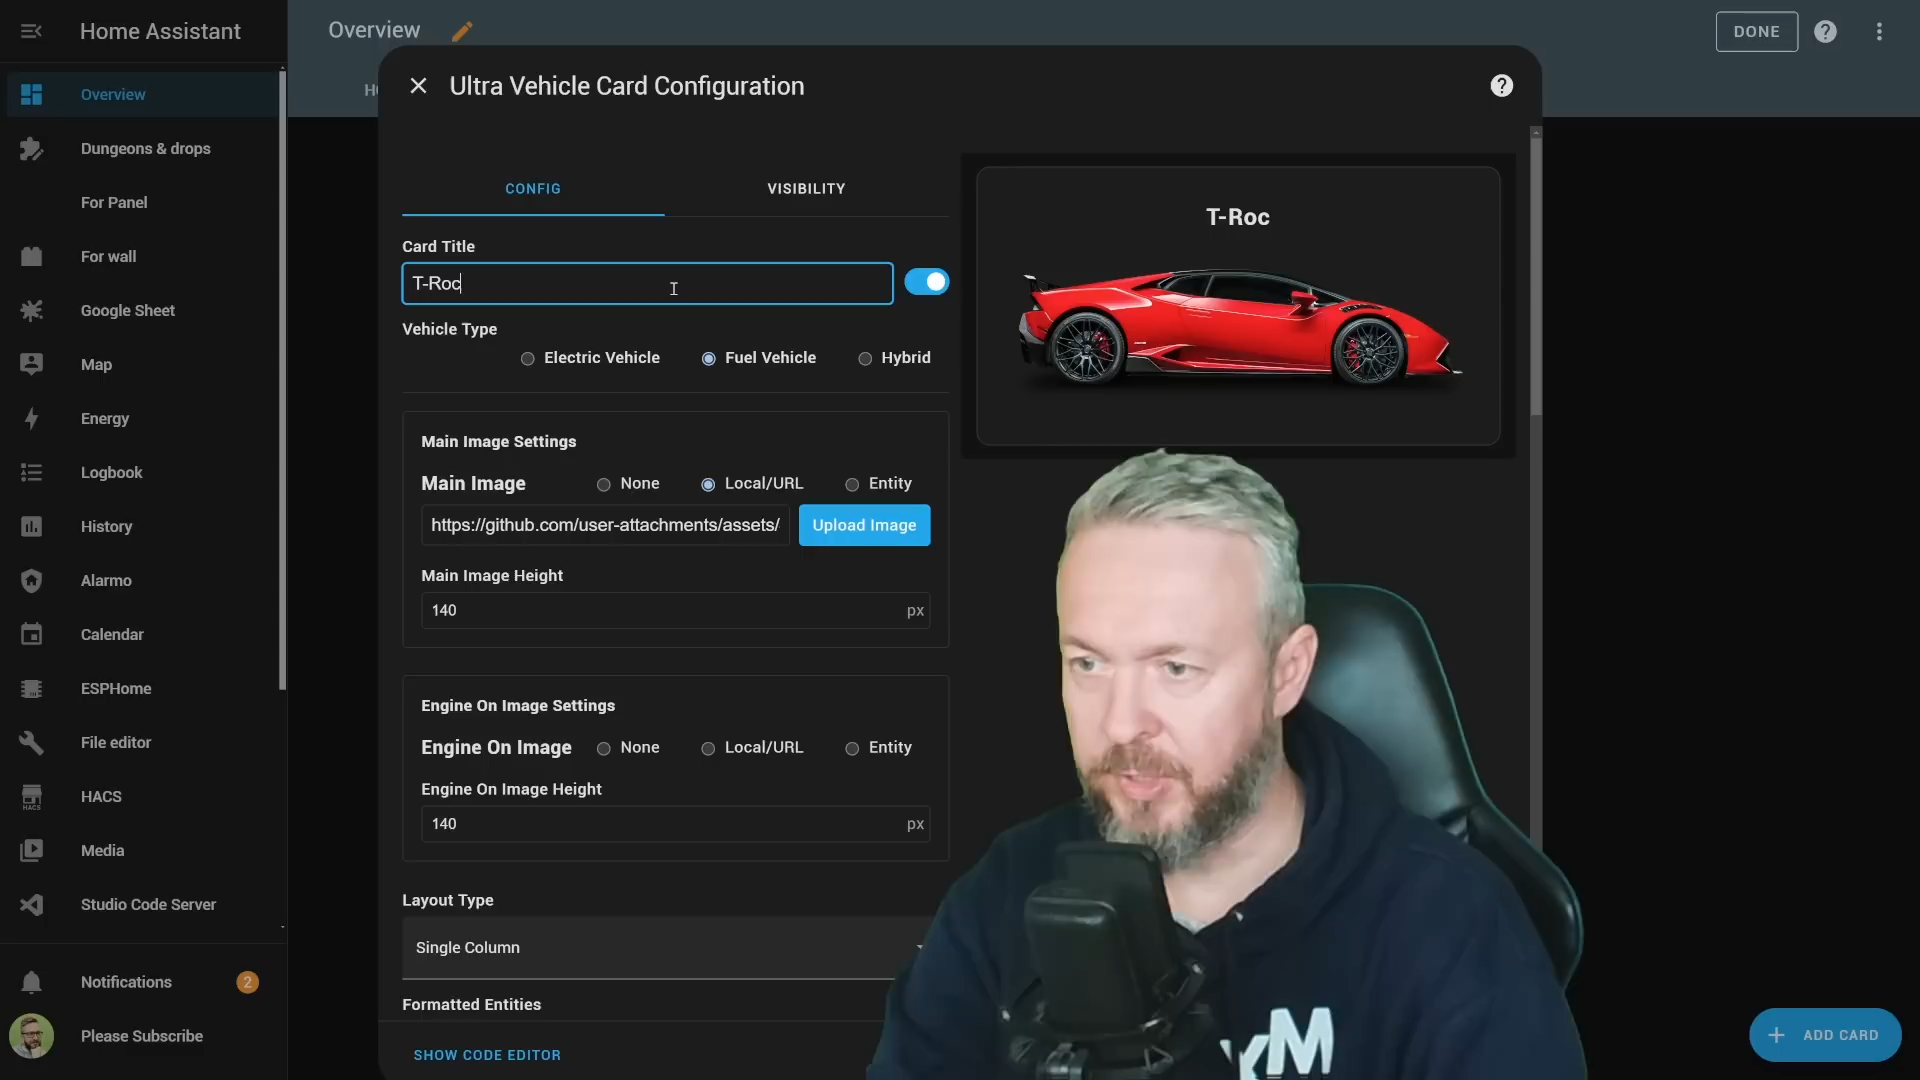 Home Assistant
Overview
DONE
Overview
Dungeons & drops
For Panel
For wall
Google Sheet
Map
Energy
Logbook
History
Alarmo
Calendar
ESPHome
File editor
HACS
HACS
Media
Studio Code Server
Notifications
2
Please Subscribe
Ultra Vehicle Card Configuration
CONFIG
VISIBILITY
Card Title
T-Roc
Vehicle Type
Electric Vehicle
Fuel Vehicle
Hybrid
Main Image Settings
Main Image
None
Local/URL
Entity
https://github.com/user-attachments/assets/
Upload Image
Main Image Height
140
px
Engine On Image Settings
Engine On Image
None
Local/URL
Entity
Engine On Image Height
140
px
Layout Type
Single Column
Formatted Entities
SHOW CODE EDITOR
T-Roc
ADD CARD